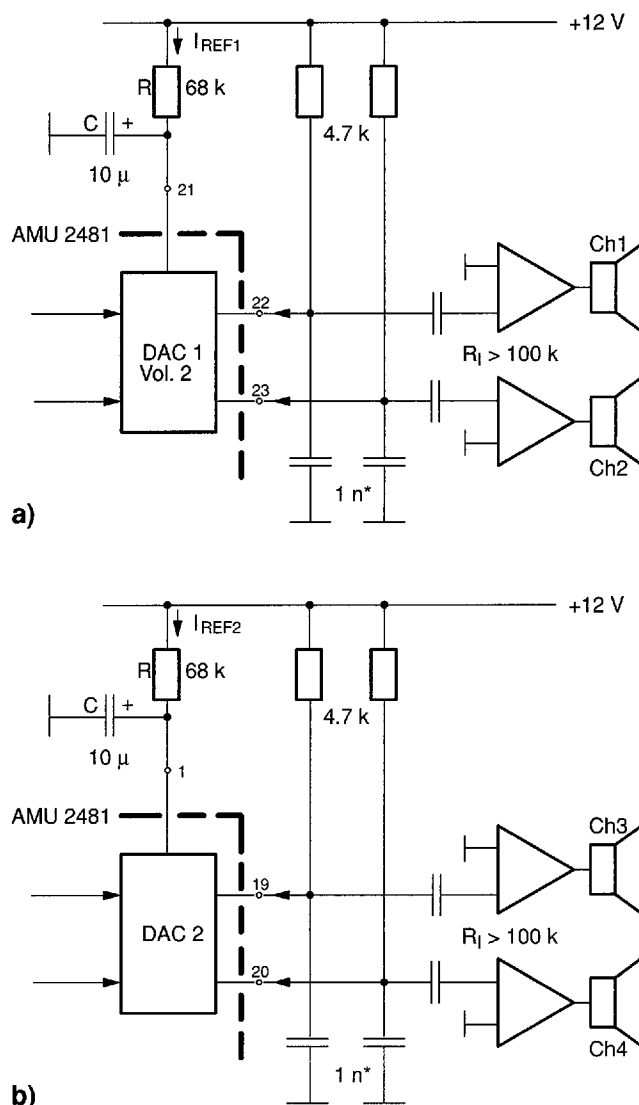 +12 V
I_REF1
R 68 k
C +
10 µ
4.7 k
21
AMU 2481
Ch1
22
DAC 1
Vol. 2
R_I > 100 k
23
Ch2
1 n*
a)
+12 V
I_REF2
R 68 k
C +
10 µ
4.7 k
1
AMU 2481
Ch3
19
DAC 2
R_I > 100 k
20
Ch4
1 n*
b)